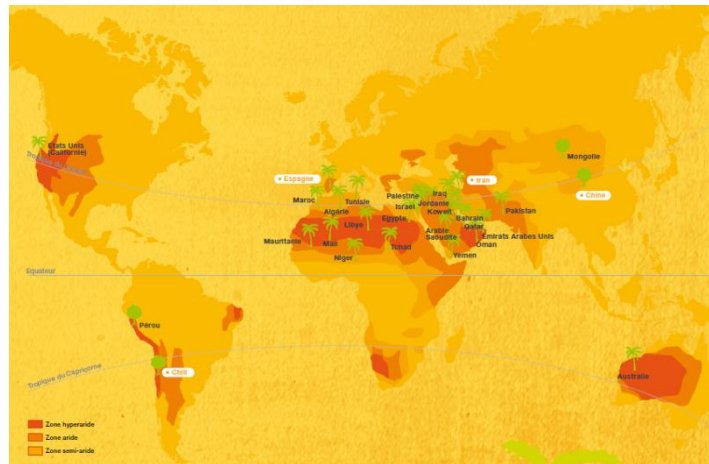 Etats Unis
(Californie)
Mongolie
• Espagne
• Iran
• Chine
Maroc
Tunisie
Palestine
Iraq
Algérie
Israel
Jordanie
Koweit
Libye
Egypte
Bahrain
Qatar
Pakistan
Mauritanie
Mali
Niger
Tchad
Arabie
Saoudite
Emirats Arabes Unis
Oman
Yemen
Equateur
Pérou
• Chili
Tropique du Capricorne
Australie
Zone hyperaride
Zone aride
Zone semi-aride